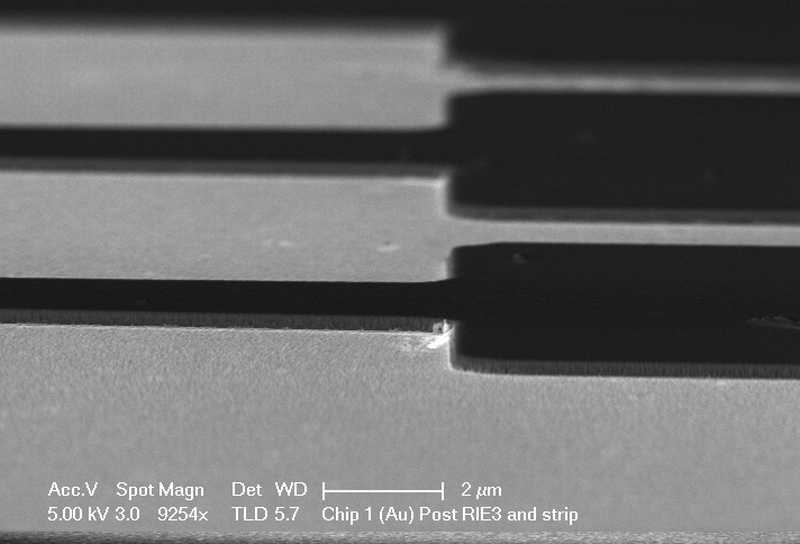 Acc.V Spot Magn Det WD 2 µm
5.00 kV 3.0 9254x TLD 5.7 Chip 1 (Au) Post RIE3 and strip